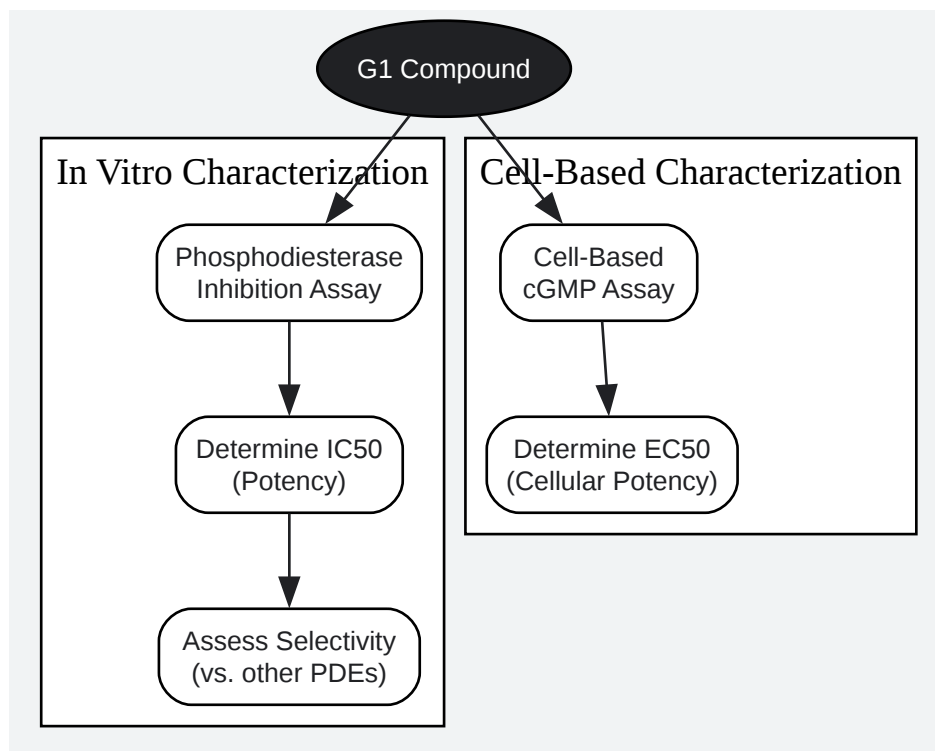 G1 Compound
In Vitro Characterization
Phosphodiesterase
Inhibition Assay
Determine IC50
(Potency)
Assess Selectivity
(vs. other PDEs)
Cell-Based Characterization
Cell-Based
cGMP Assay
Determine EC50
(Cellular Potency)